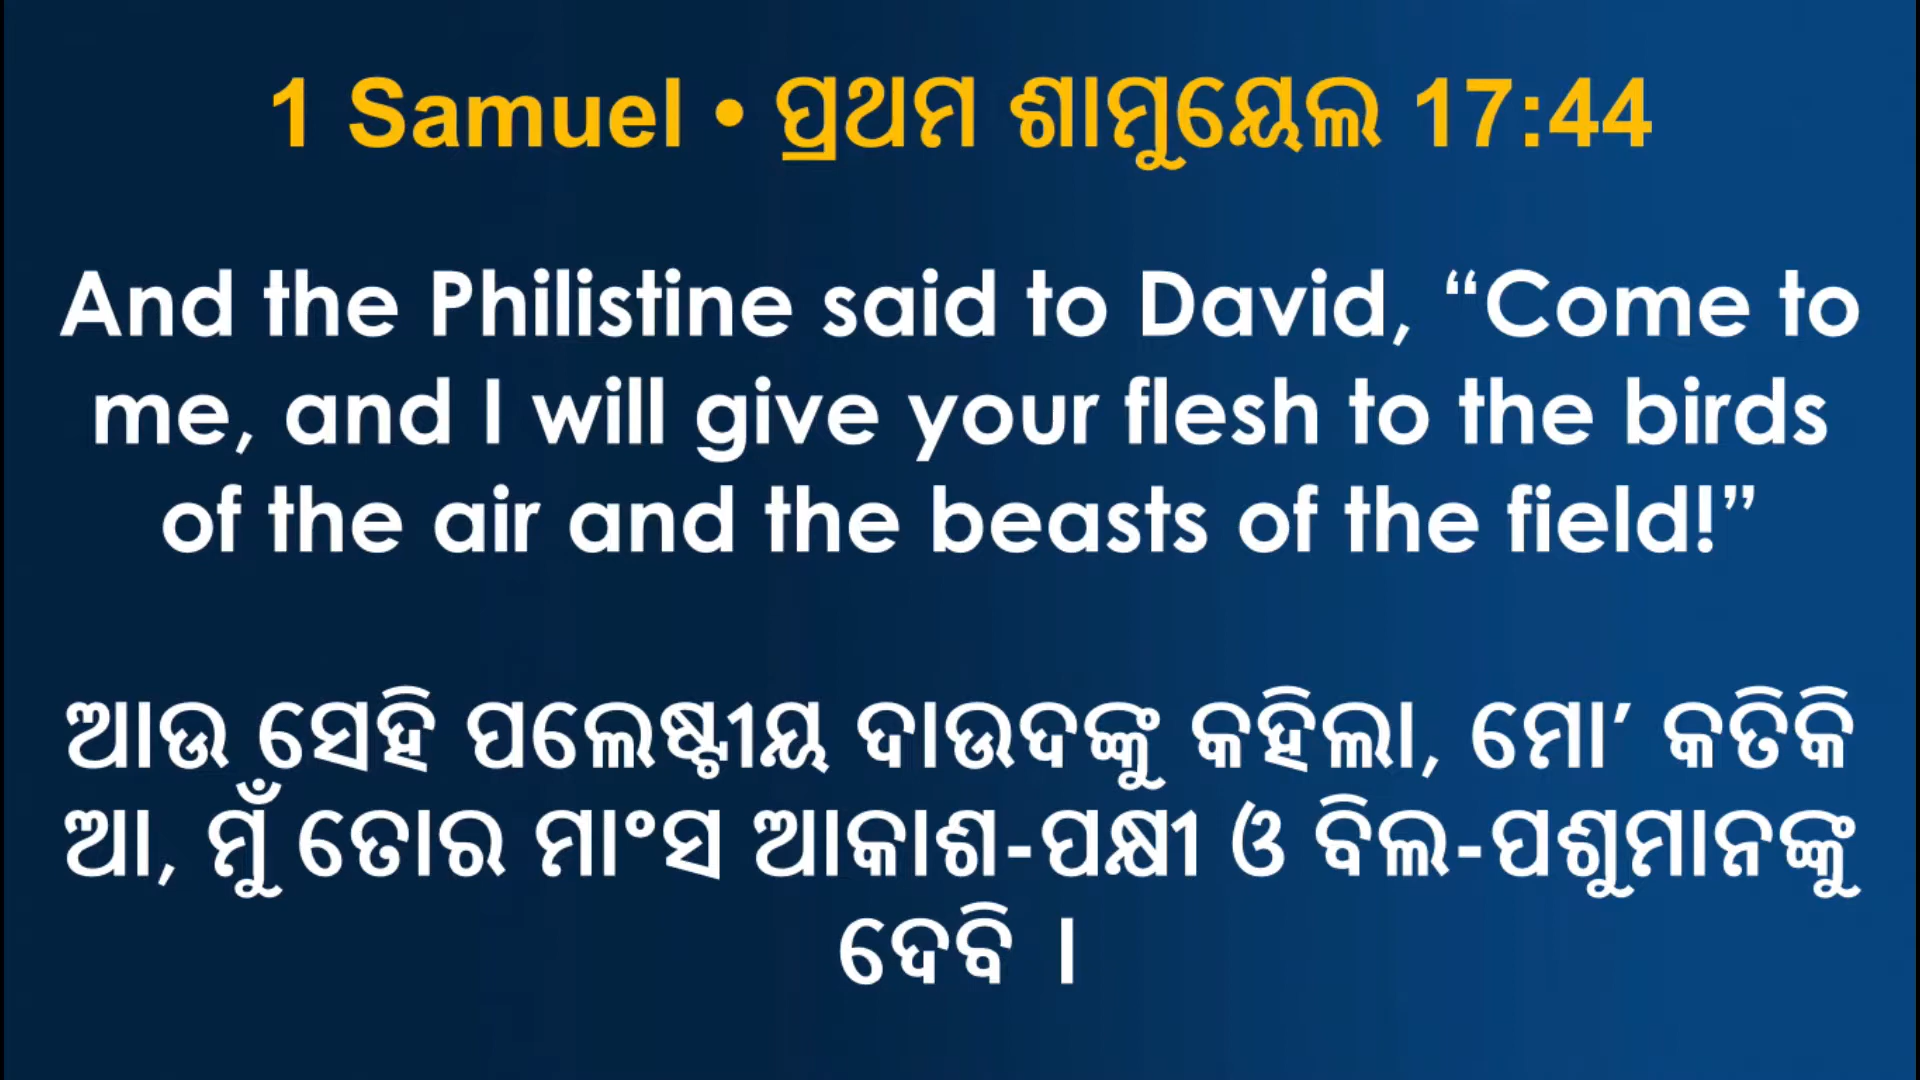 1 Samuel • ପ୍ରଥମ ଶାମୁୟେଲ 17:44
And the Philistine said to David, “Come to
me, and I will give your flesh to the birds
of the air and the beasts of the field!”
ଆଉ ସେହି ପଲେଷ୍ଟୀୟ ଦାଉଦଙ୍କୁ କହିଲା, ମୋ’ କତିକି
ଆ, ମୁଁ ତୋର ମାଂସ ଆକାଶ-ପକ୍ଷୀ ଓ ବିଲ-ପଶୁମାନଙ୍କୁ
ଦେବି ।